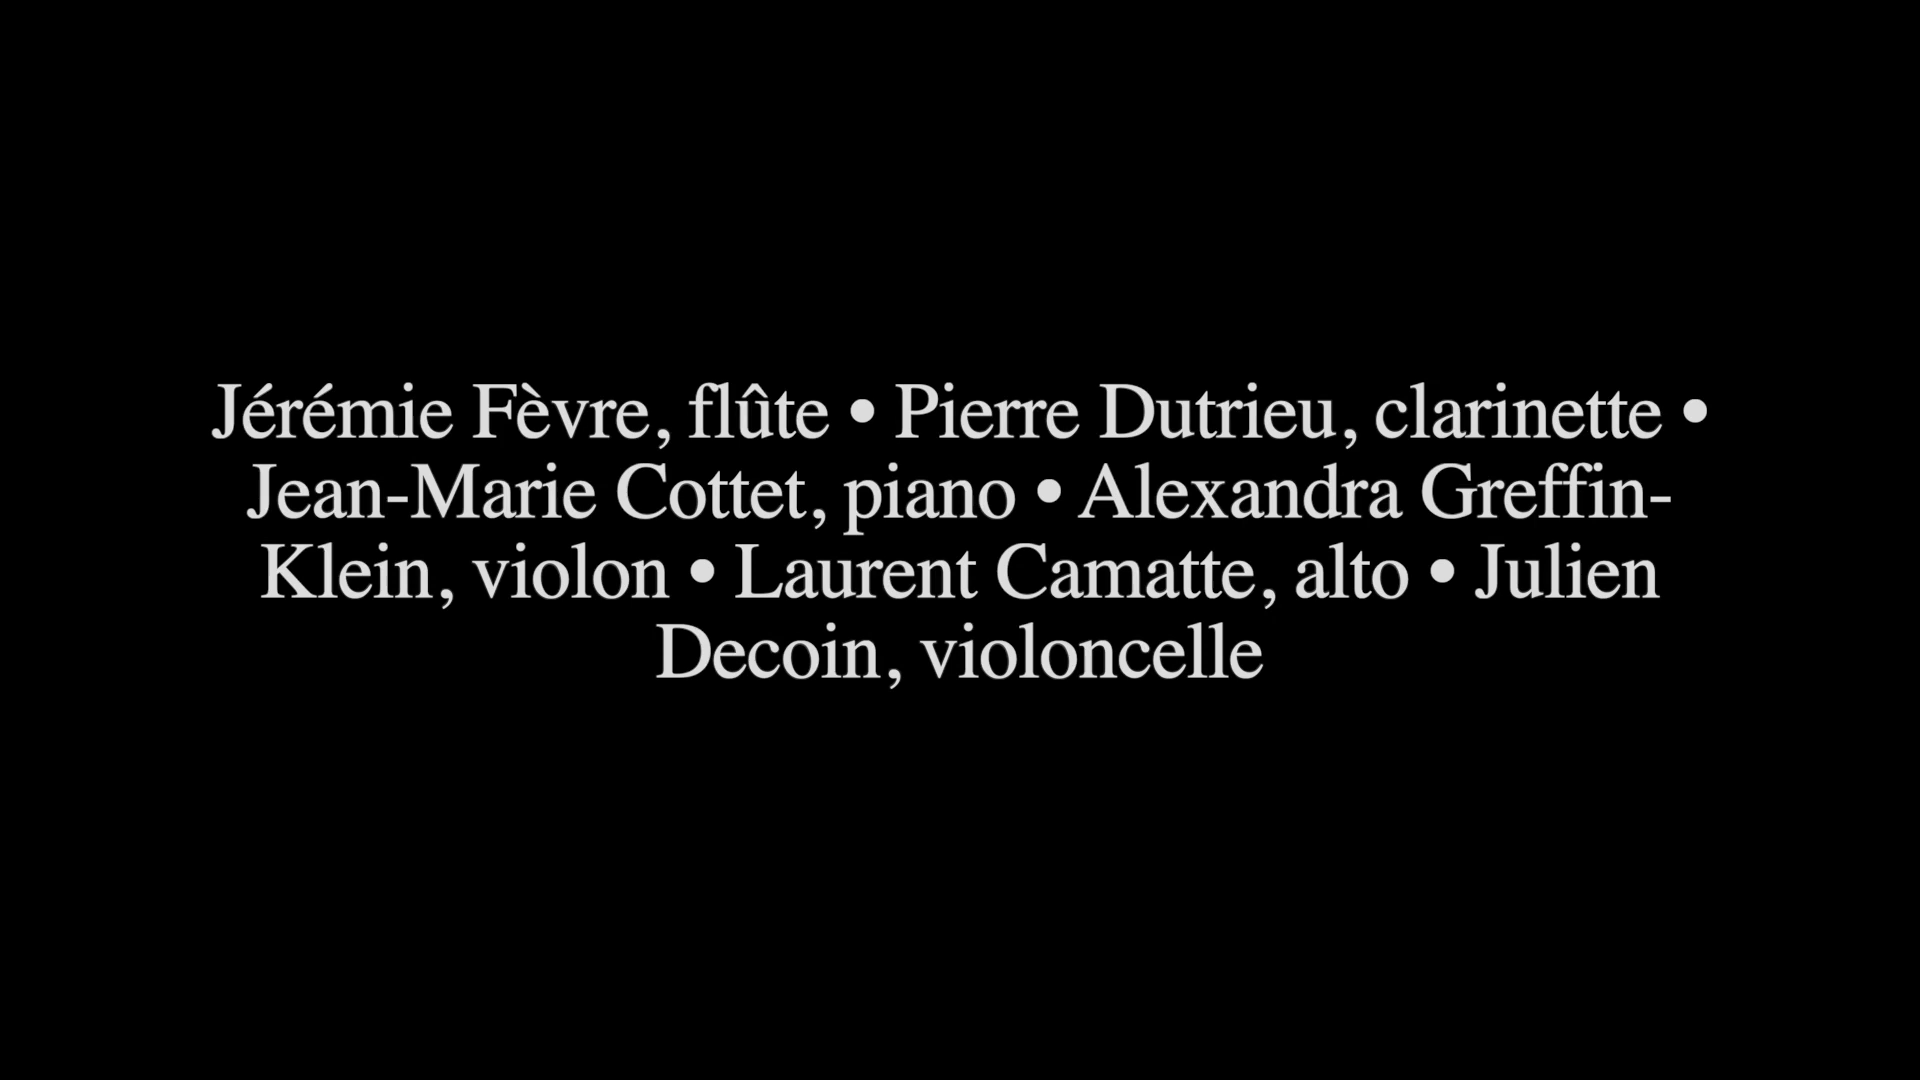 Jérémie Fèvre, flûte • Pierre Dutrieu, clarinette •
Jean-Marie Cottet, piano • Alexandra Greffin-
Klein, violon • Laurent Camatte, alto • Julien
Decoin, violoncelle